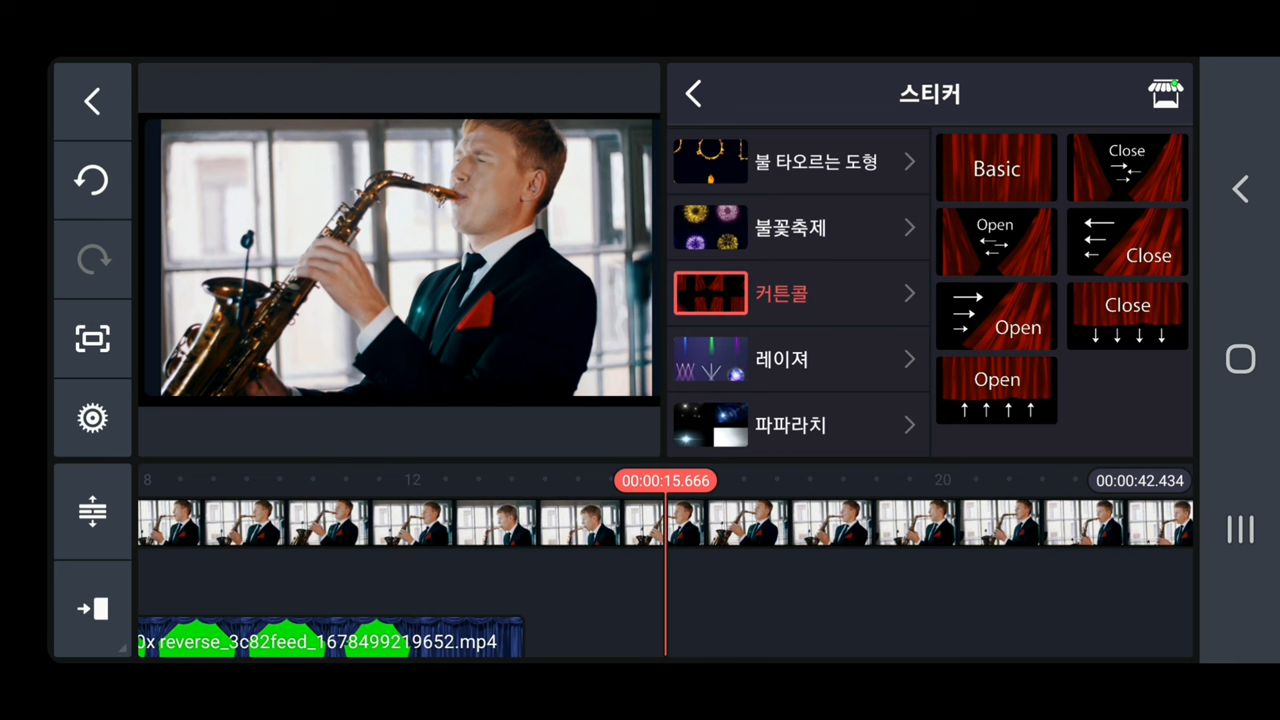 스티커
불 타오르는 도형
불꽃축제
커튼콜
레이져
파파라치
Basic
Close
Open
Close
Open
Close
Open
8
12
00:00:15.666
20
00:00:42.434
0x reverse_3c82feed_1678499219652.mp4